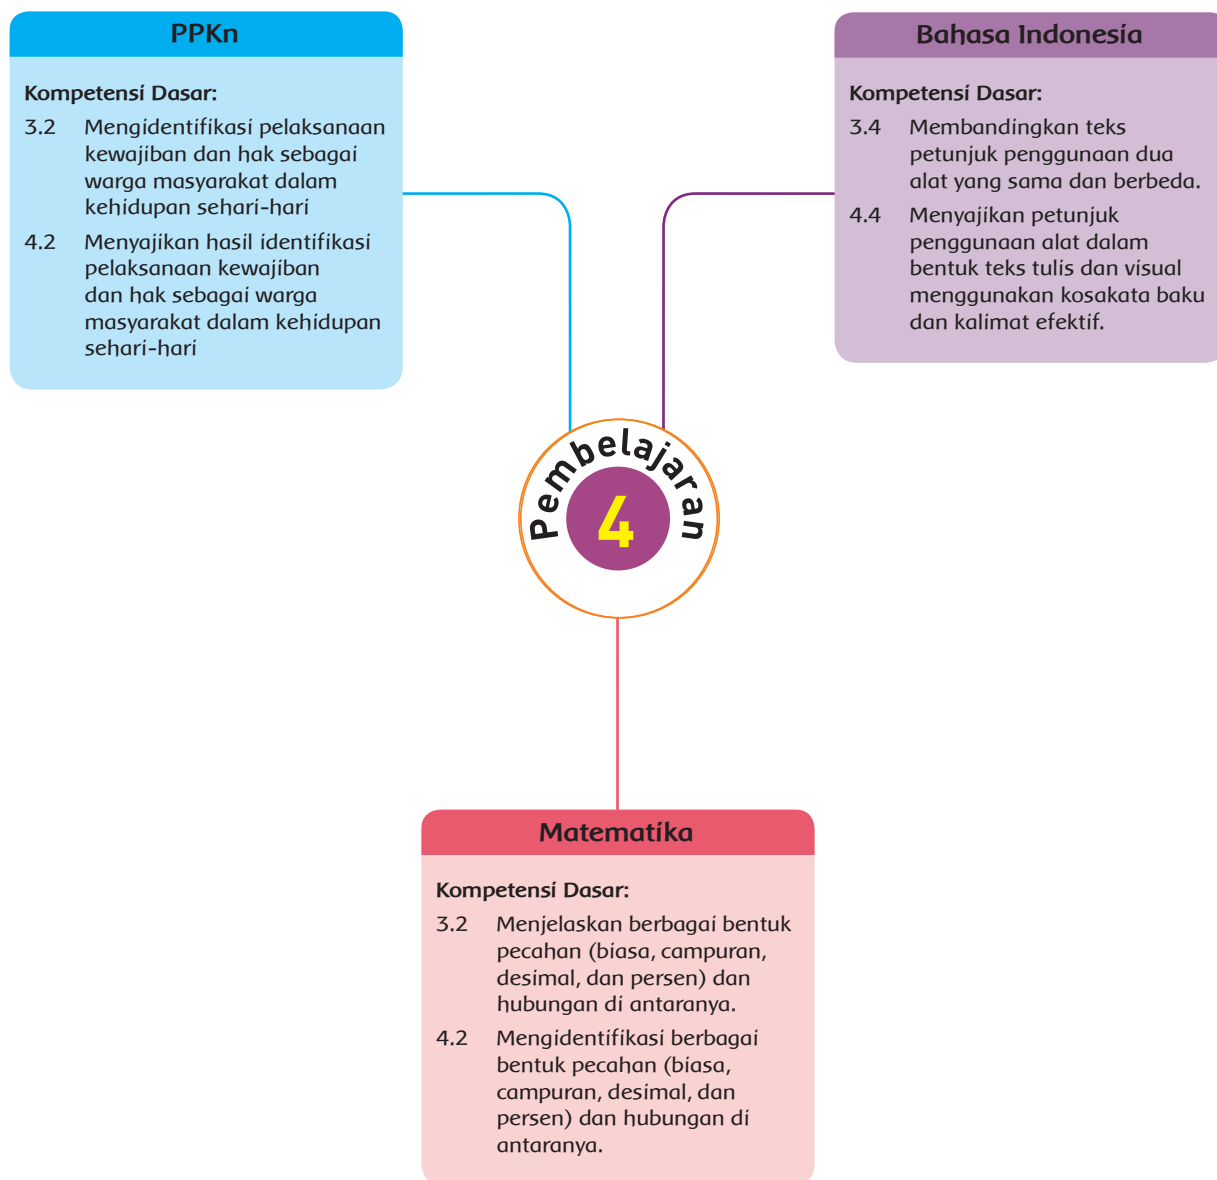 PPKn
Kompetensi Dasar:
3.2 Mengidentifikasi pelaksanaan
kewajiban dan hak sebagai
warga masyarakat dalam
kehidupan sehari-hari
4.2 Menyajikan hasil identifikasi
pelaksanaan kewajiban
dan hak sebagai warga
masyarakat dalam kehidupan
sehari-hari
Bahasa Indonesia
Kompetensi Dasar:
3.4 Membandingkan teks
petunjuk penggunaan dua
alat yang sama dan berbeda.
4.4 Menyajikan petunjuk
penggunaan alat dalam
bentuk teks tulis dan visual
menggunakan kosakata baku
dan kalimat efektif.
Pembelajaran
4
Matematika
Kompetensi Dasar:
3.2 Menjelaskan berbagai bentuk
pecahan (biasa, campuran,
desimal, dan persen) dan
hubungan di antaranya.
4.2 Mengidentifikasi berbagai
bentuk pecahan (biasa,
campuran, desimal, dan
persen) dan hubungan di
antaranya.